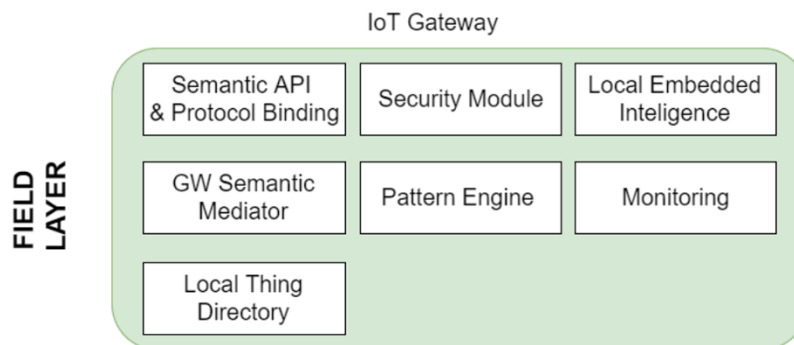 IoT Gateway
Semantic API
& Protocol Binding
Security Module
Local Embedded
Inteligence
GW Semantic
Mediator
Pattern Engine
Monitoring
Local Thing
Directory
FIELD
LAYER